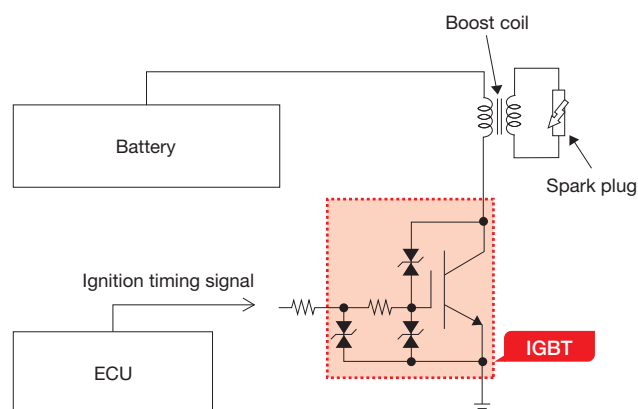 Boost coil
Battery
Spark plug
Ignition timing signal
IGBT
ECU